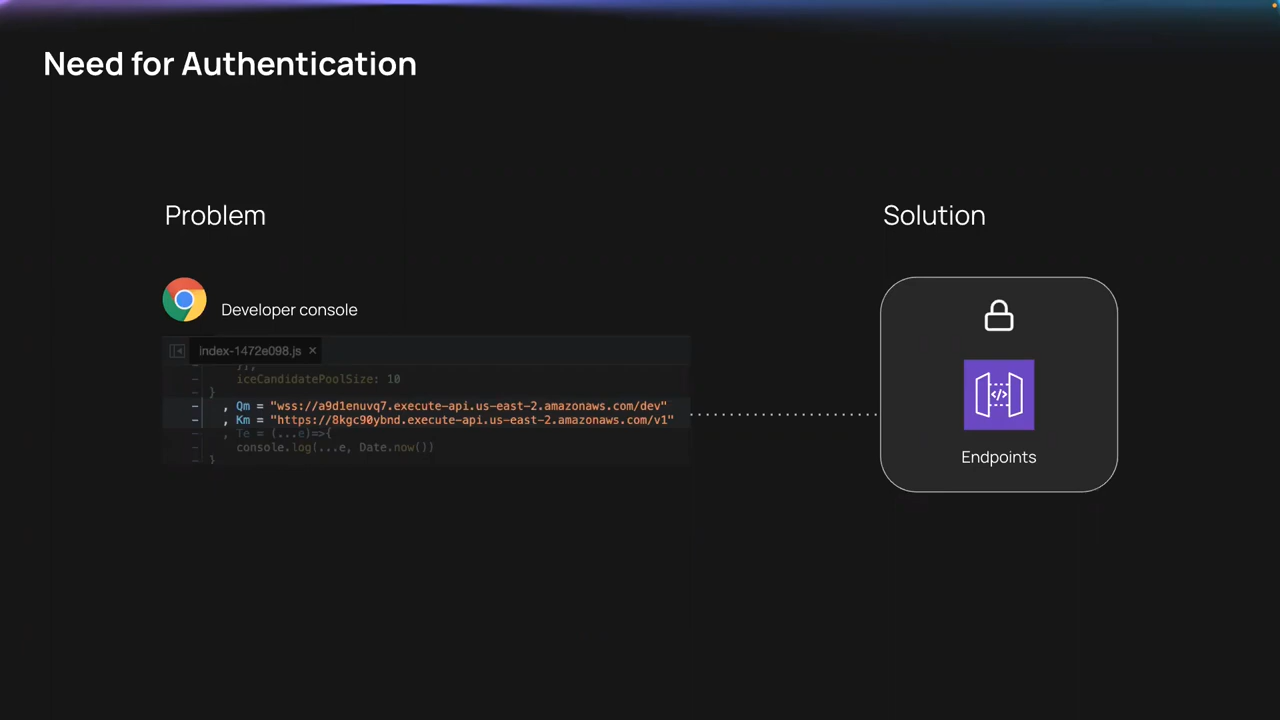 Need for Authentication
Problem
Solution
Developer console
index-1472e098.js ×
}],
iceCandidatePoolSize: 10
}
, Qm = "wss://a9d1enuvq7.execute-api.us-east-2.amazonaws.com/dev"
, Km = "https://8kgc90ybnd.execute-api.us-east-2.amazonaws.com/v1"
, Te = (...e)=>{
console.log(...e, Date.now())
}
Endpoints